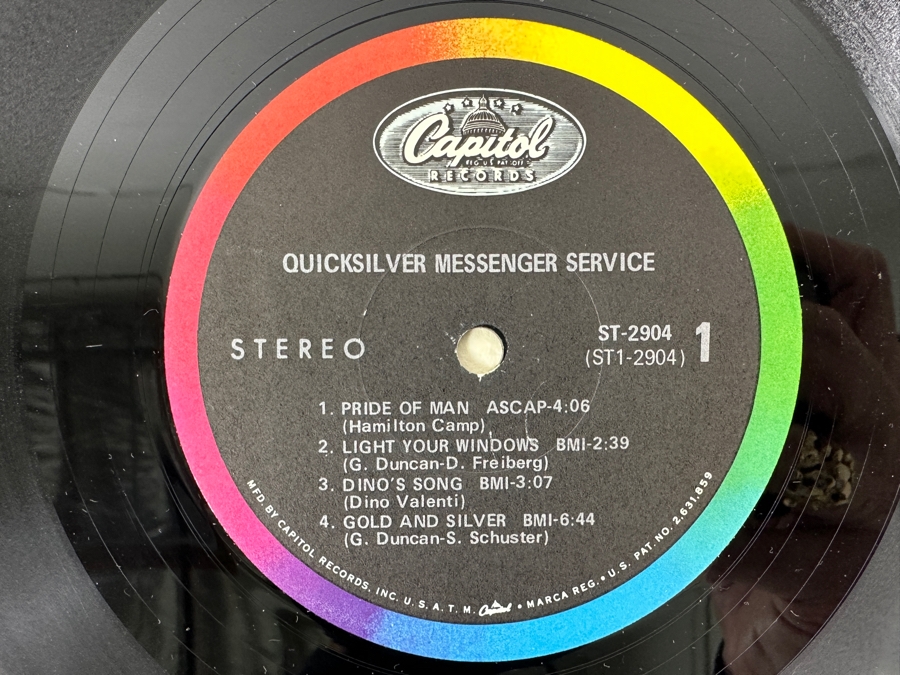 Capitol
REG. U.S. PAT. OFF.
RECORDS
QUICKSILVER MESSENGER SERVICE
STEREO
ST-2904
(ST1-2904)
1
1. PRIDE OF MAN ASCAP-4:06
(Hamilton Camp)
2. LIGHT YOUR WINDOWS BMI-2:39
(G. Duncan-D. Freiberg)
3. DINO'S SONG BMI-3:07
(Dino Valenti)
4. GOLD AND SILVER BMI-6:44
(G. Duncan-S. Schuster)
MFD BY CAPITOL RECORDS, INC. U.S.A. T.M. Capitol • MARCA REG. • U.S. PAT. NO. 2,631,859